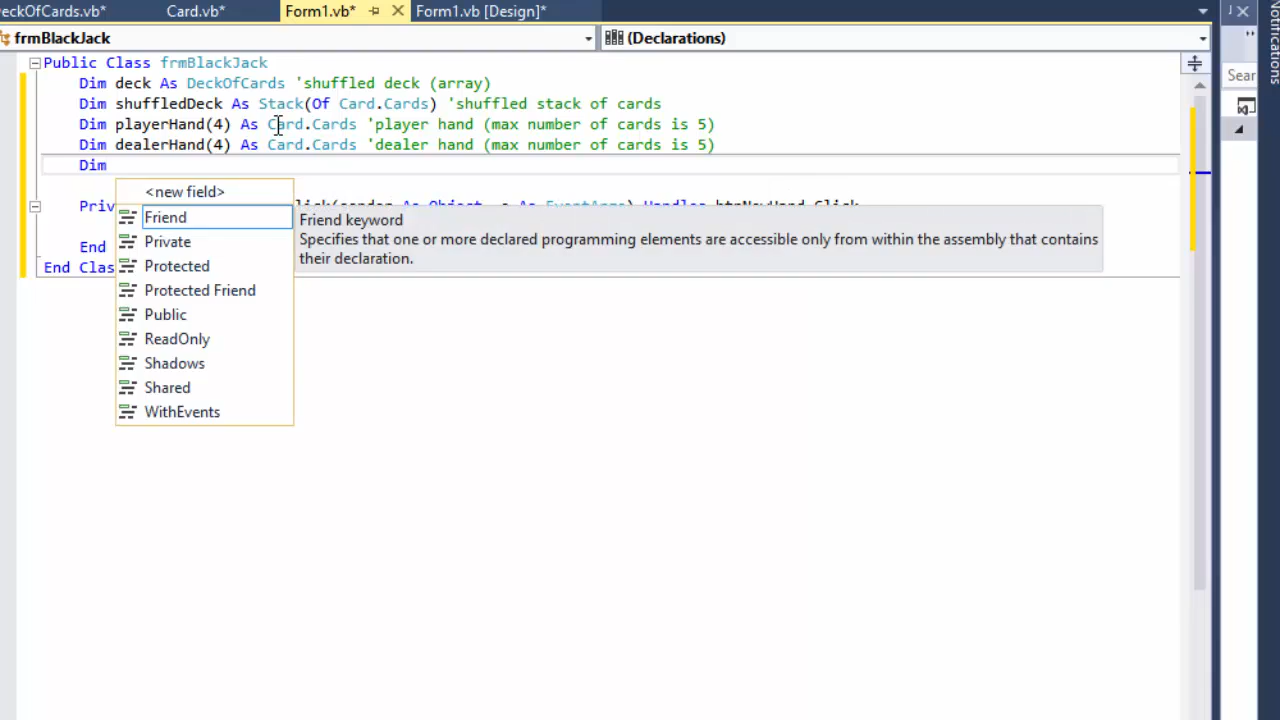 eckOfCards.vb*
Card.vb*
Form1.vb*
Form1.vb [Design]*
frmBlackJack
(Declarations)
Notifications
Sear
Public Class frmBlackJack
Dim deck As DeckOfCards 'shuffled deck (array)
Dim shuffledDeck As Stack(Of Card.Cards) 'shuffled stack of cards
Dim playerHand(4) As Card.Cards 'player hand (max number of cards is 5)
Dim dealerHand(4) As Card.Cards 'dealer hand (max number of cards is 5)
Dim
<new field>
Friend
Private
Protected
Protected Friend
Public
ReadOnly
Shadows
Shared
WithEvents
Friend keyword
Specifies that one or more declared programming elements are accessible only from within the assembly that contains
their declaration.
Priv
End
End Clas